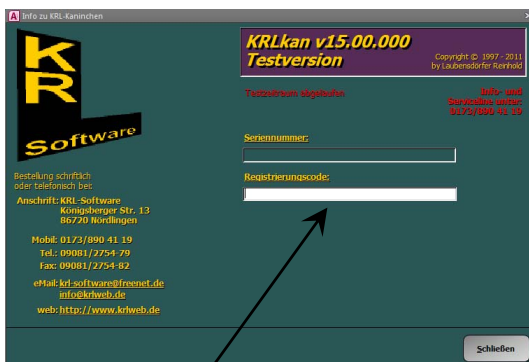 Info zu KRL-Kaninchen
KR
Software
KRLkan v15.00.000
Testversion
Copyright © 1997 - 2011
by Laubensdörfer Reinhold
Testzeitraum abgelaufen
Info- und
Serviceline unter:
0173/890 41 19
Seriennummer:
Registrierungscode:
Bestellung schriftlich
oder telefonisch bei:
Anschrift: KRL-Software
Königsberger Str. 13
86720 Nördlingen
Mobil: 0173/890 41 19
Tel.: 09081/2754-79
Fax: 09081/2754-82
eMail: krl-software@freenet.de
info@krlweb.de
web: http://www.krlweb.de
Schließen